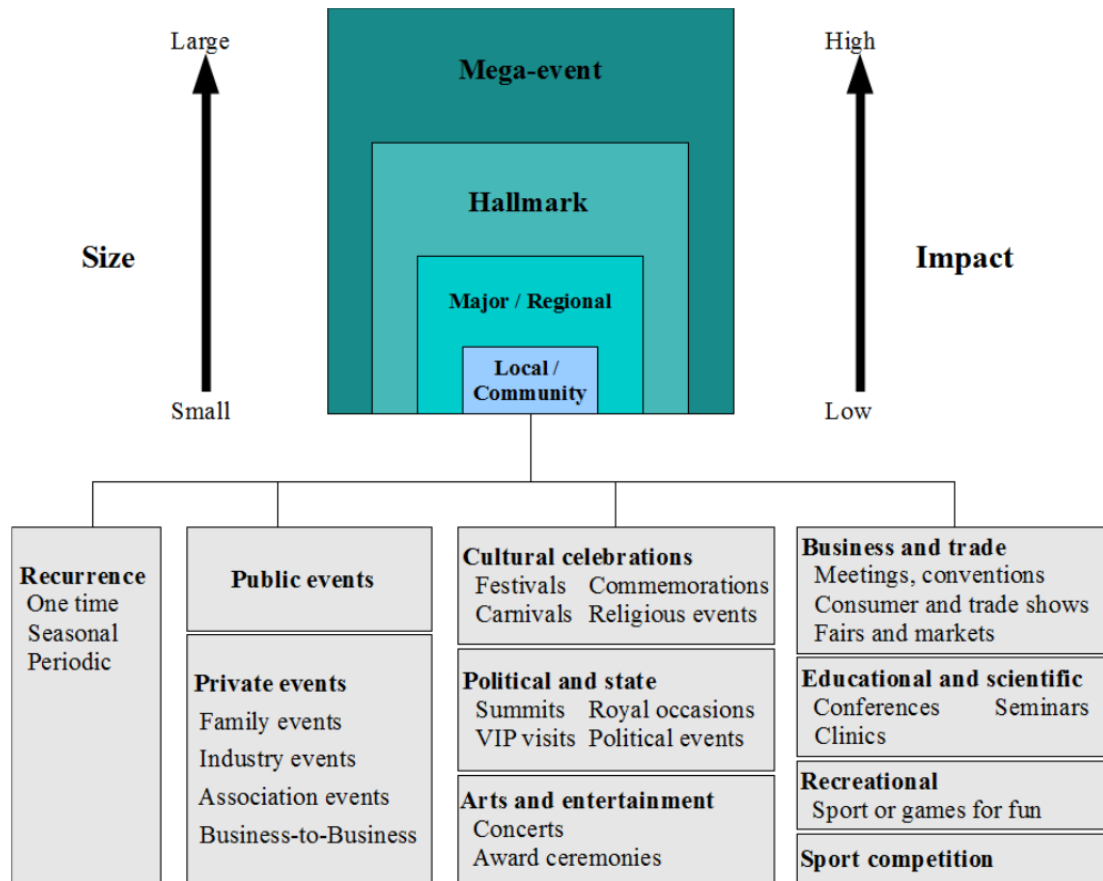 Large
High
Mega-event
Hallmark
Size
Impact
Major / Regional
Local /
Community
Small
Low
Recurrence
One time
Seasonal
Periodic
Public events
Private events
Family events
Industry events
Association events
Business-to-Business
Cultural celebrations
Festivals Commemorations
Carnivals Religious events
Political and state
Summits Royal occasions
VIP visits Political events
Arts and entertainment
Concerts
Award ceremonies
Business and trade
Meetings, conventions
Consumer and trade shows
Fairs and markets
Educational and scientific
Conferences Seminars
Clinics
Recreational
Sport or games for fun
Sport competition